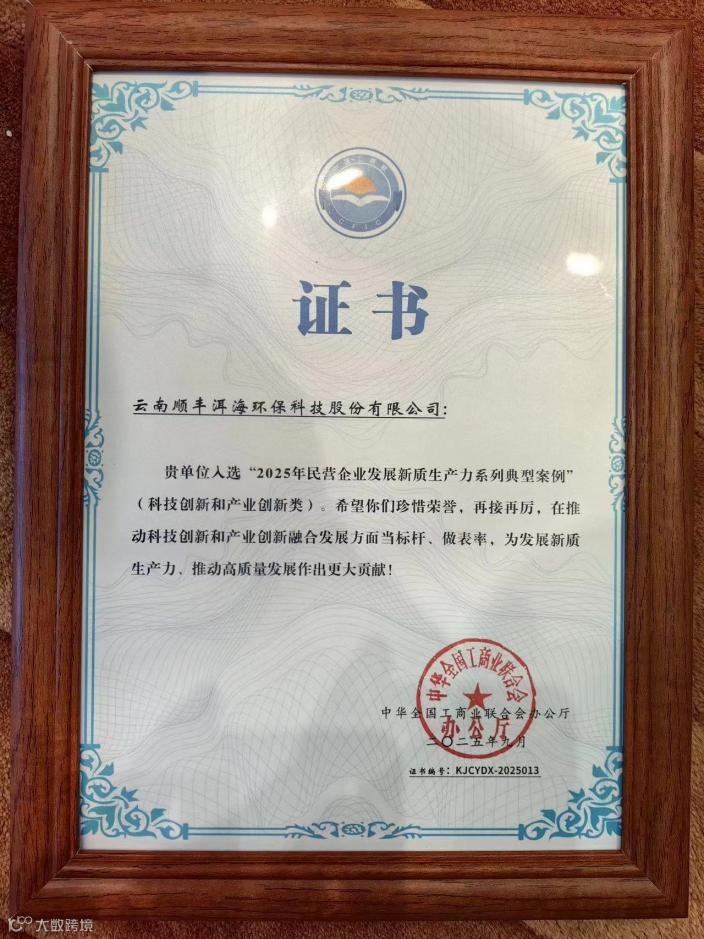 证书
云南顺丰洱海环保科技股份有限公司：
贵单位入选“2025年民营企业发展新质生产力系列典型案例”
（科技创新和产业创新类）。希望你们珍惜荣誉，再接再厉，在推
动科技创新和产业创新融合发展方面当标杆、做表率，为发展新质
生产力、推动高质量发展作出更大贡献！
中华全国工商业联合会
办公厅
中华全国工商业联合会办公厅
二〇二五年九月
证书编号：KJCYDX-2025013
大数跨境